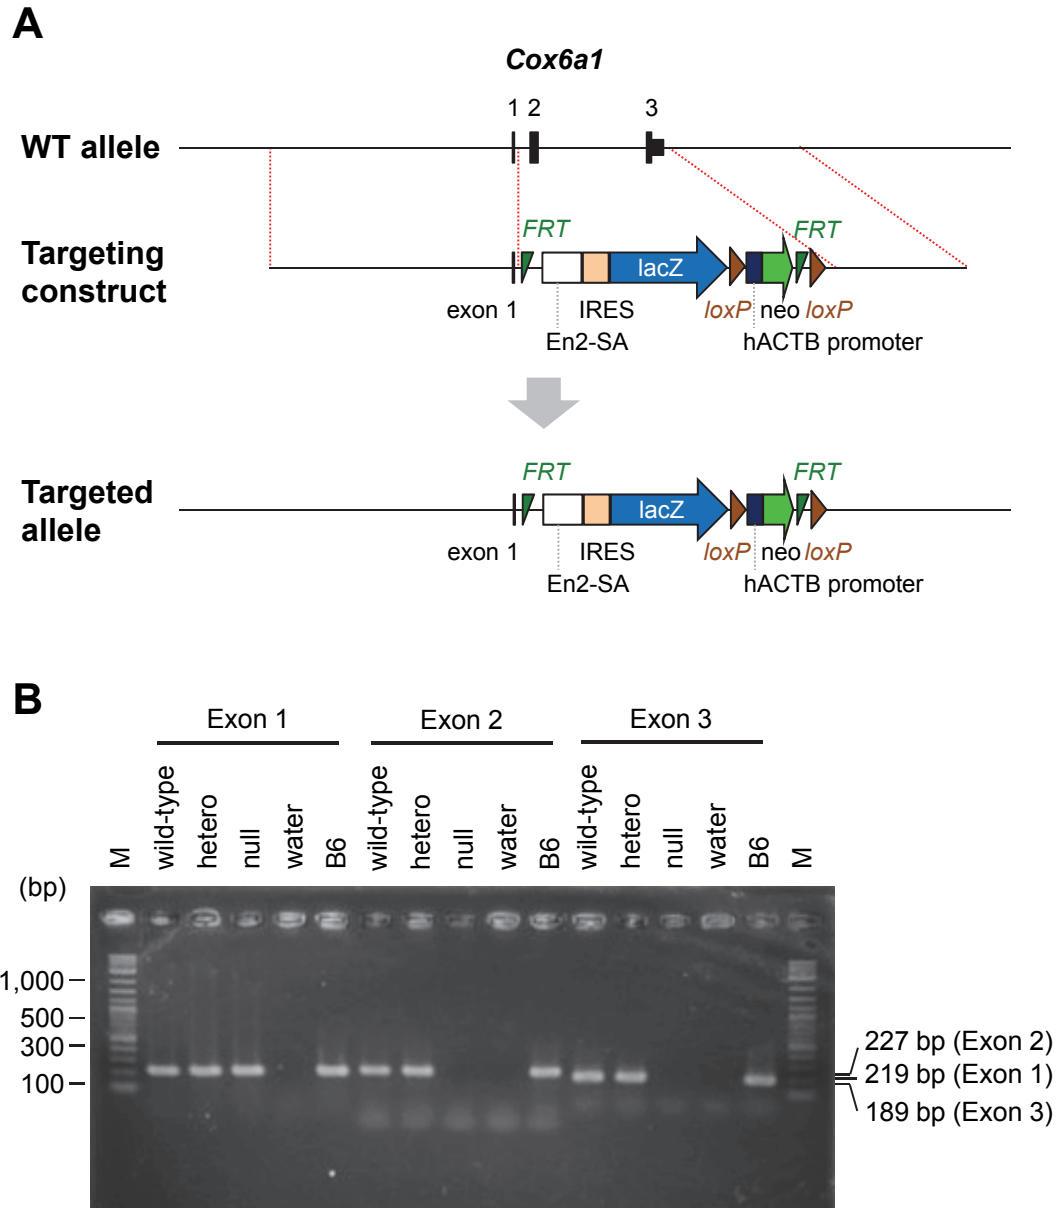 A
Cox6a1
1 2 3
WT allele
FRT FRT
Targeting
construct
lacZ
exon 1 IRES loxP neo loxP
En2-SA hACTB promoter
FRT FRT
Targeted
allele
lacZ
exon 1 IRES loxP neo loxP
En2-SA hACTB promoter
B
Exon 1 Exon 2 Exon 3
M wild-type hetero null water B6 wild-type hetero null water B6 wild-type hetero null water B6 M
(bp)
1,000
500
300
100
227 bp (Exon 2)
219 bp (Exon 1)
189 bp (Exon 3)